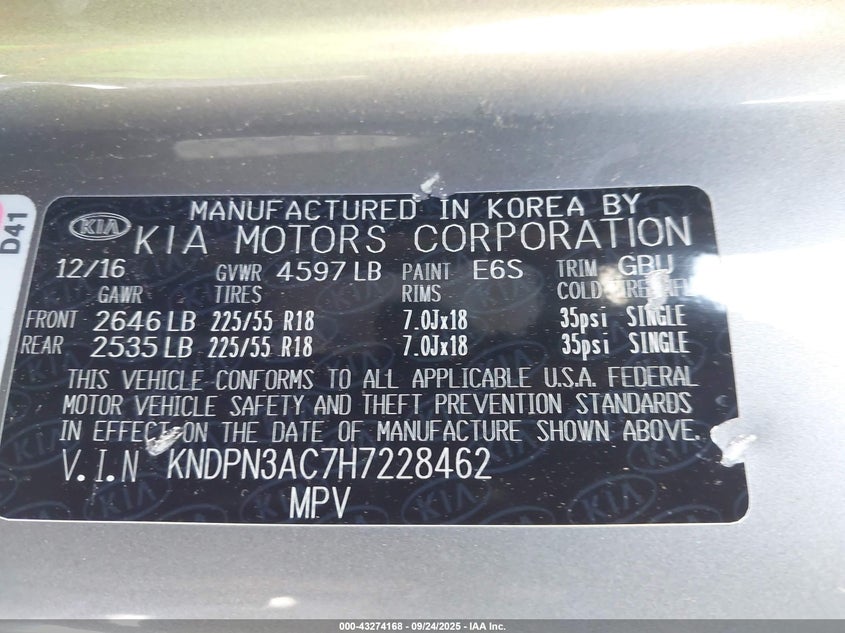 MANUFACTURED IN KOREA BY
KIA KIA MOTORS CORPORATION
12/16 GVWR 4597 LB PAINT E6S TRIM GBU
GAWR TIRES RIMS COLD
FRONT 2646 LB 225/55 R18 7.0Jx18 35psi SINGLE
REAR 2535 LB 225/55 R18 7.0Jx18 35psi SINGLE
THIS VEHICLE CONFORMS TO ALL APPLICABLE U.S.A. FEDERAL
MOTOR VEHICLE SAFETY AND THEFT PREVENTION STANDARDS
IN EFFECT ON THE DATE OF MANUFACTURE SHOWN ABOVE.
V.I.N KNDPN3AC7H7228462
MPV
D41
000-43274168 - 09/24/2025 - IAA Inc.